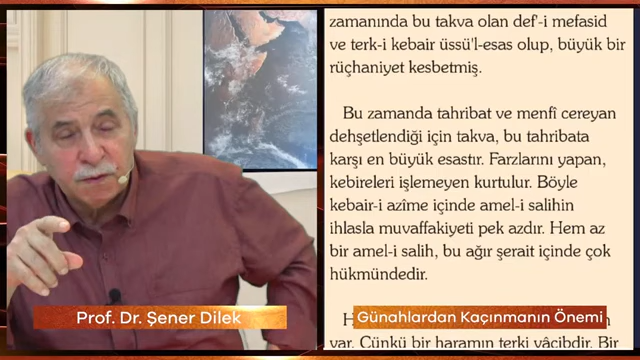 zamanında bu takva olan def'-i mefasid
ve terk-i kebair üssü'l-esas olup, büyük bir
rüçhaniyet kesbetmiş.
Bu zamanda tahribat ve menfî cereyan
dehşetlendiği için takva, bu tahribata
karşı en büyük esastır. Farzlarını yapan,
kebireleri işlemeyen kurtulur. Böyle
kebair-i azîme içinde amel-i salihin
ihlasla muvaffakiyeti pek azdır. Hem az
bir amel-i salih, bu ağır şerait içinde çok
hükmündedir.
var. Çünkü bir haramın terki vâcibdir. Bir
Prof. Dr. Şener Dilek
Günahlardan Kaçınmanın Önemi